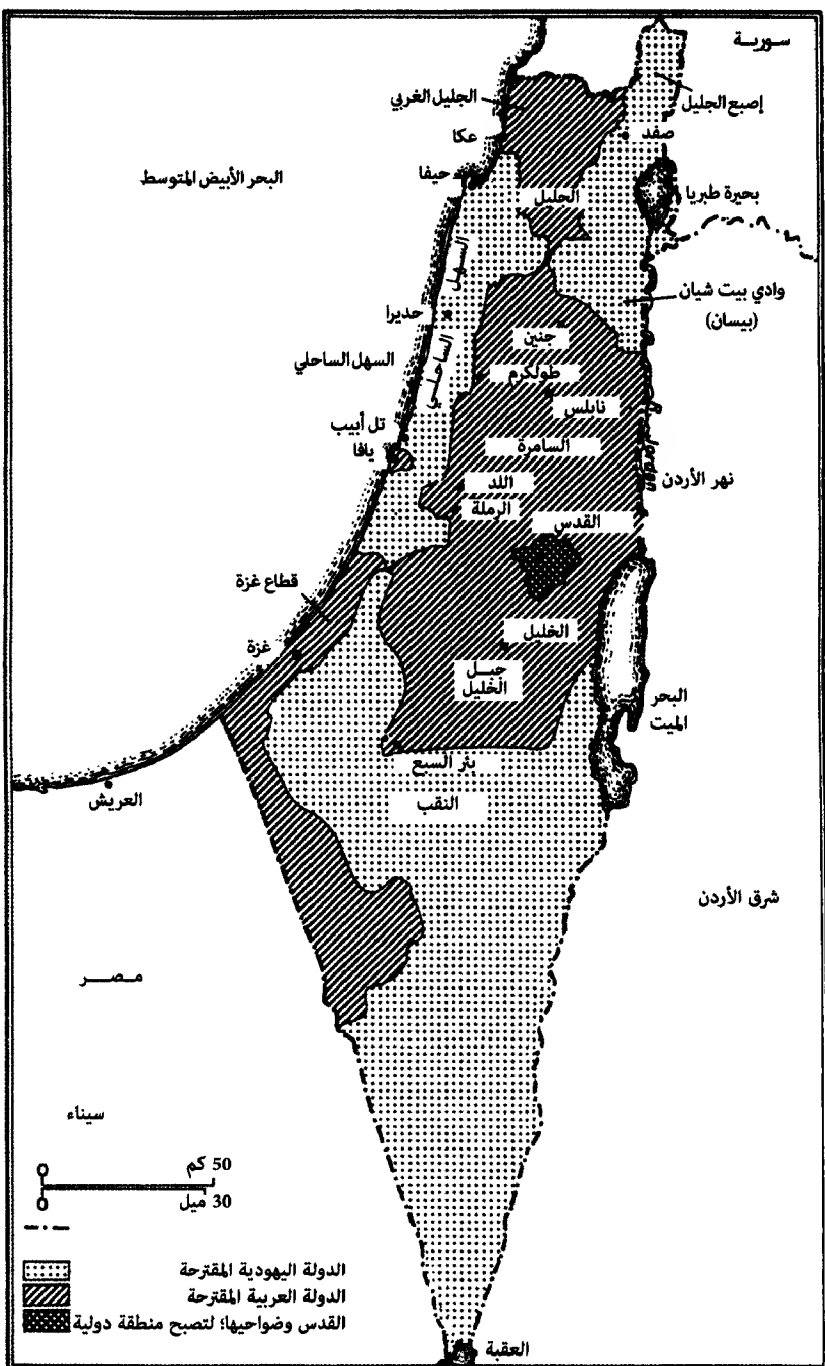 سوريـة
الجليل الغربي
إصبع الجليل
عكا
صفد
البحر الأبيض المتوسط
حيفا
بحيرة طبريا
الجليل
السهل
الساحلي
وادي بيت شيان
(بيسان)
حديرا
جنين
السهل الساحلي
طولكرم
نابلس
تل أبيب
يافا
السامرة
نهر الأردن
اللد
الرملة
القدس
قطاع غزة
الخليل
غزة
جبـل
الخليل
البحر
الميت
بئر السبع
النقب
العريش
شرق الأردن
مـصـــر
سيناء
0 50 كم
0 30 ميل
الدولة اليهودية المقترحة
الدولة العربية المقترحة
القدس وضواحيها؛ لتصبح منطقة دولية
العقبة